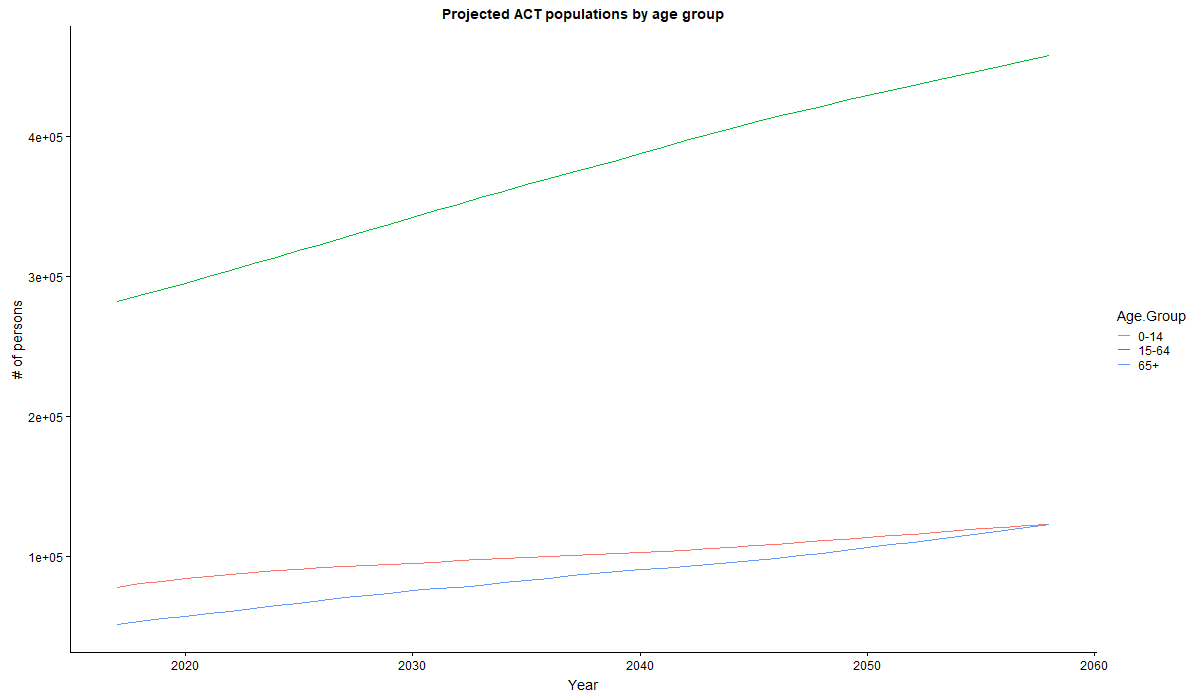 Projected ACT populations by age group
4e+05
3e+05
2e+05
1e+05
# of persons
2020
2030
2040
2050
2060
Year
Age.Group
0-14
15-64
65+